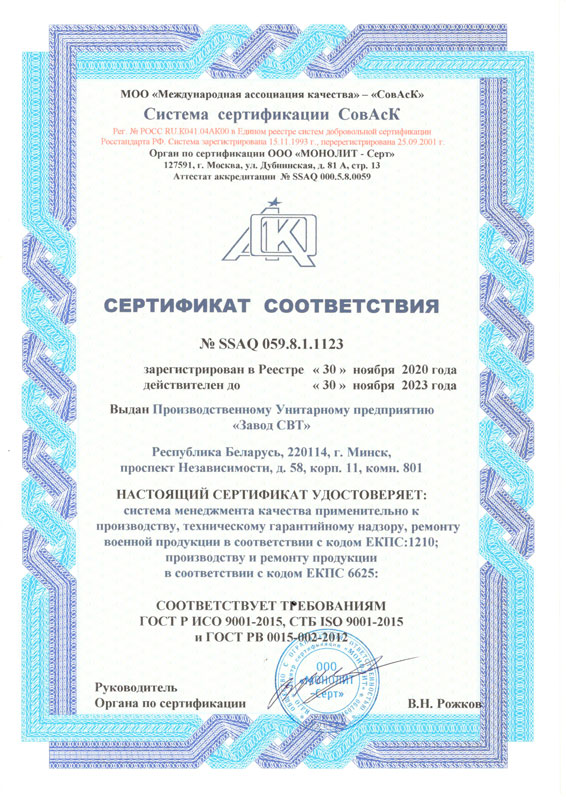 МОО «Международная ассоциация качества» – «СовАсК»
Система сертификации СовАсК
Рег. № РОСС RU.К041.04АК00 в Едином реестре систем добровольной сертификации
Росстандарта РФ. Система зарегистрирована 15.11.1993 г., перерегистрирована 25.09.2001 г.
Орган по сертификации ООО «МОНОЛИТ - Серт»
127591, г. Москва, ул. Дубнинская, д. 81 А, стр. 13
Аттестат аккредитации № SSAQ 000.5.8.0059
СЕРТИФИКАТ СООТВЕТСТВИЯ
№ SSAQ 059.8.1.1123
зарегистрирован в Реестре « 30 » ноября 2020 года
действителен до « 30 » ноября 2023 года
Выдан Производственному Унитарному предприятию
«Завод СВТ»
Республика Беларусь, 220114, г. Минск,
проспект Независимости, д. 58, корп. 11, комн. 801
НАСТОЯЩИЙ СЕРТИФИКАТ УДОСТОВЕРЯЕТ:
система менеджмента качества применительно к
производству, техническому гарантийному надзору, ремонту
военной продукции в соответствии с кодом ЕКПС:1210;
производству и ремонту продукции
в соответствии с кодом ЕКПС 6625:
СООТВЕТСТВУЕТ ТРЕБОВАНИЯМ
ГОСТ Р ИСО 9001-2015, СТБ ISO 9001-2015
и ГОСТ РВ 0015-002-2012
ООО
«МОНОЛИТ
-Серт»
Руководитель
Органа по сертификации В.Н. Рожков